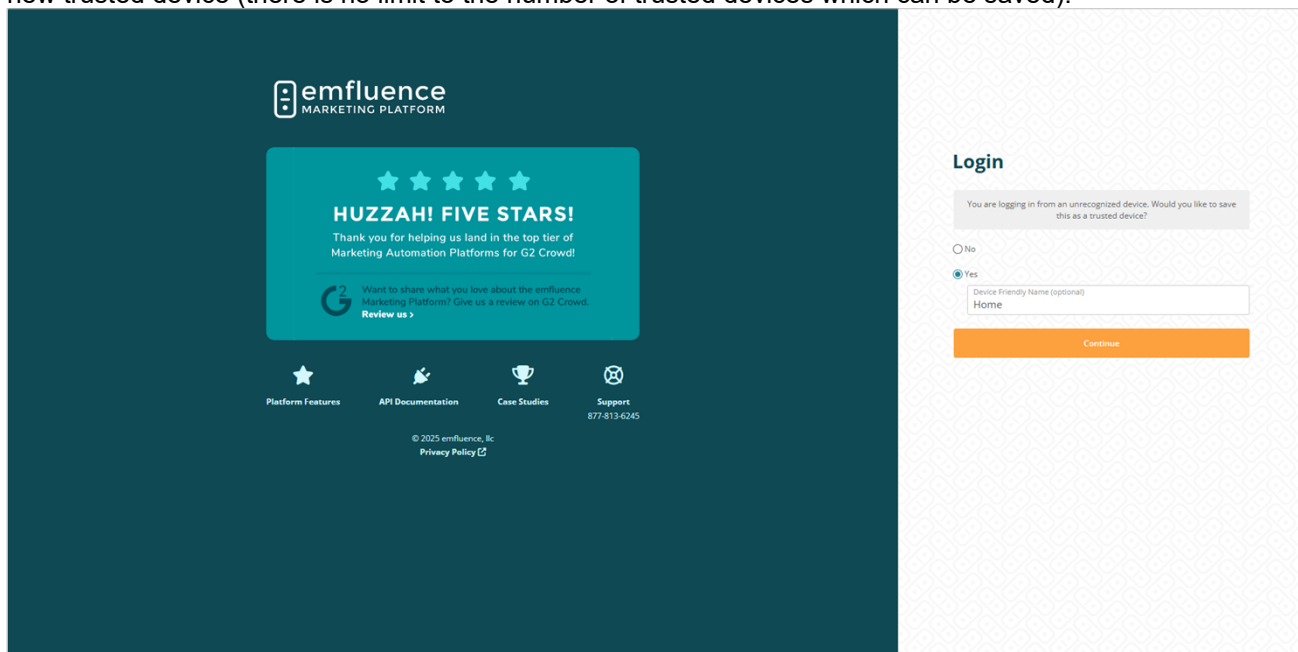 new trusted device (there is no limit to the number of trusted devices which can be saved).
emfluence
MARKETING PLATFORM
HUZZAH! FIVE STARS!
Thank you for helping us land in the top tier of
Marketing Automation Platforms for G2 Crowd!
G2
Want to share what you love about the emfluence
Marketing Platform? Give us a review on G2 Crowd.
Review us >
Platform Features
API Documentation
Case Studies
Support
877-813-6245
© 2025 emfluence, llc
Privacy Policy
Login
You are logging in from an unrecognized device. Would you like to save
this as a trusted device?
No
Yes
Device Friendly Name (optional)
Home
Continue